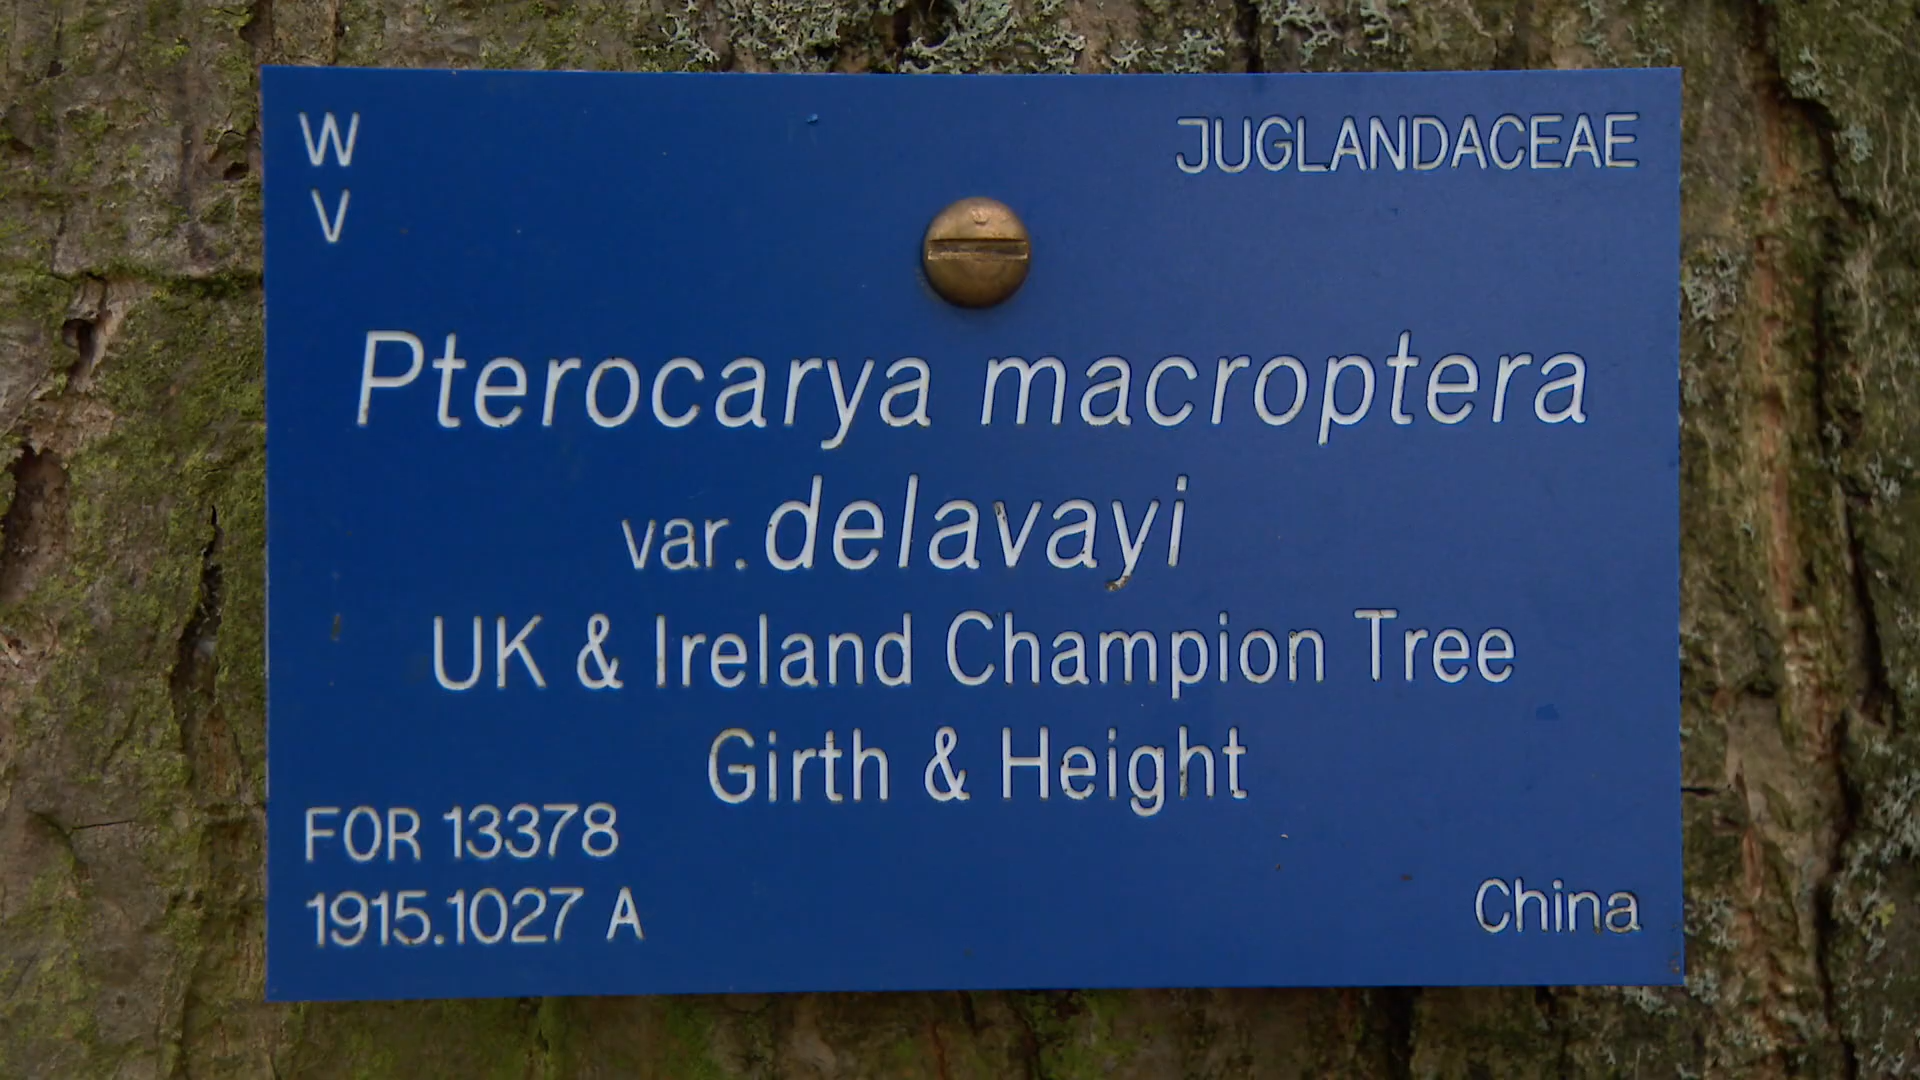 W
V
JUGLANDACEAE
Pterocarya macroptera
var. delavayi
UK & Ireland Champion Tree
Girth & Height
FOR 13378
1915.1027 A
China